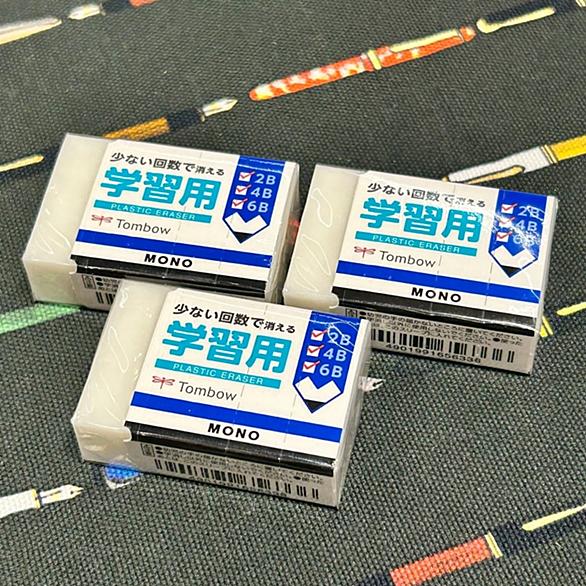 少ない回数で消える
学習用
PLASTIC ERASER
Tombow
MONO
2B
4B
6B
少ない回数で消える
学習用
PLASTIC ERASER
Tombow
MONO
2B
4B
6B
4901991656336
少ない回数で消える
学習用
PLASTIC ERASER
Tombow
MONO
2B
4B
6B